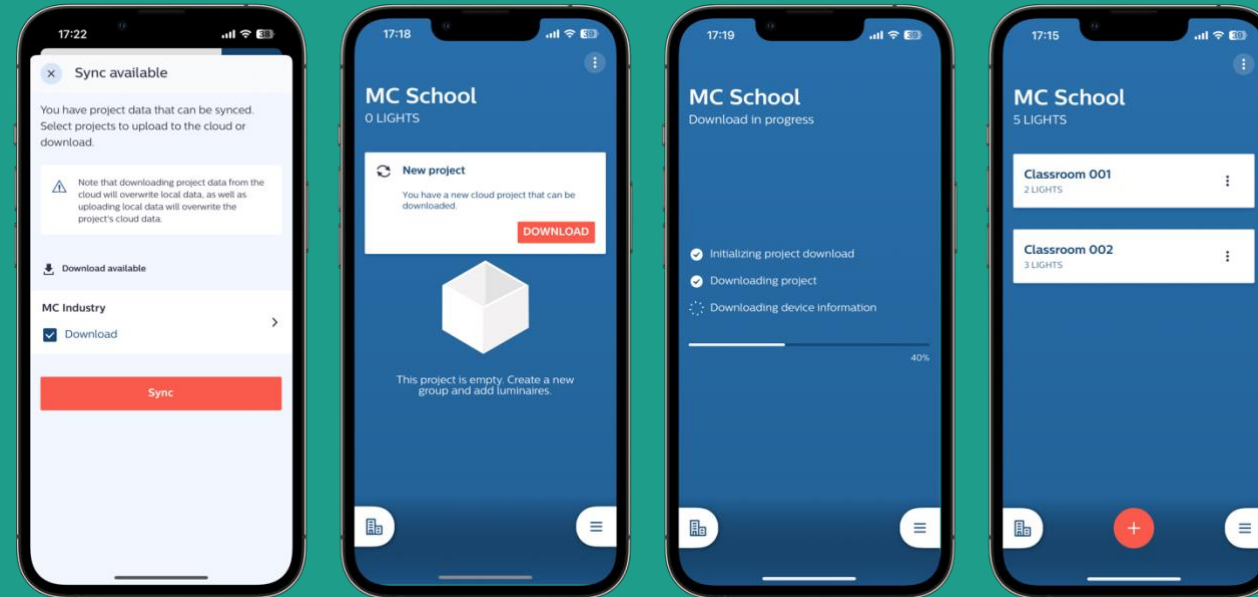 17:22
Sync available
You have project data that can be synced.
Select projects to upload to the cloud or
download.
Note that downloading project data from the
cloud will overwrite local data, as well as
uploading local data will overwrite the
project's cloud data.
Download available
MC Industry
Download
Sync
17:18
39
MC School
0 LIGHTS
New project
You have a new cloud project that can be
downloaded.
DOWNLOAD
This project is empty. Create a new
group and add luminaires.
17:19
39
MC School
Download in progress
Initializing project download
Downloading project
Downloading device information
40%
17:15
39
MC School
5 LIGHTS
Classroom 001
2 LIGHTS
Classroom 002
3 LIGHTS